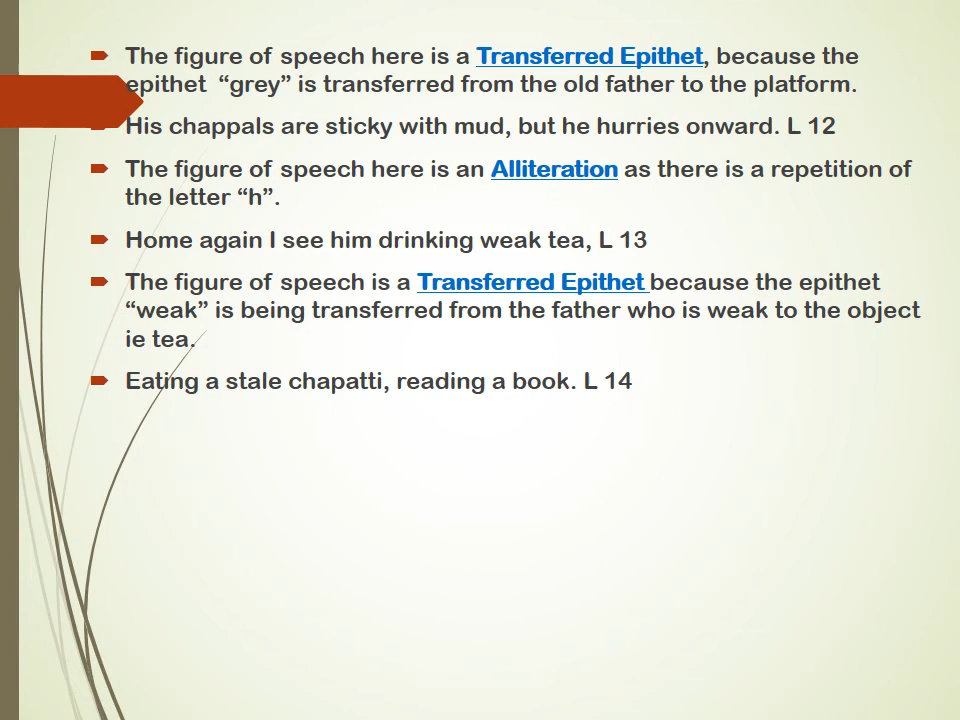 The figure of speech here is a Transferred Epithet, because the
epithet “grey” is transferred from the old father to the platform.
His chappals are sticky with mud, but he hurries onward. L 12
The figure of speech here is an Alliteration as there is a repetition of
the letter “h”.
Home again I see him drinking weak tea, L 13
The figure of speech is a Transferred Epithet because the epithet
“weak” is being transferred from the father who is weak to the object
ie tea.
Eating a stale chapatti, reading a book. L 14